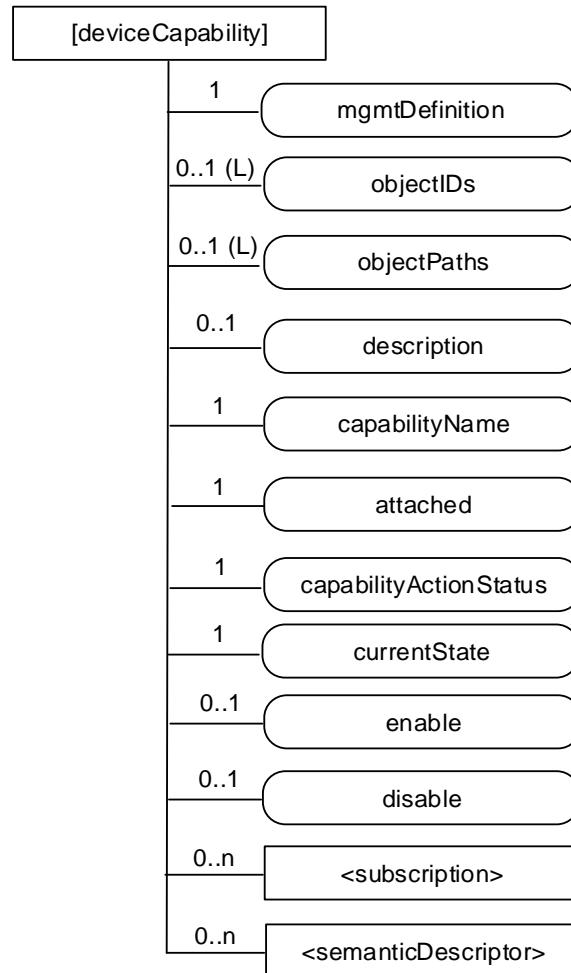 [deviceCapability]
1
mgmtDefinition
0..1 (L)
objectIDs
0..1 (L)
objectPaths
0..1
description
1
capabilityName
1
attached
1
capabilityActionStatus
1
currentState
0..1
enable
0..1
disable
0..n
<subscription>
0..n
<semanticDescriptor>